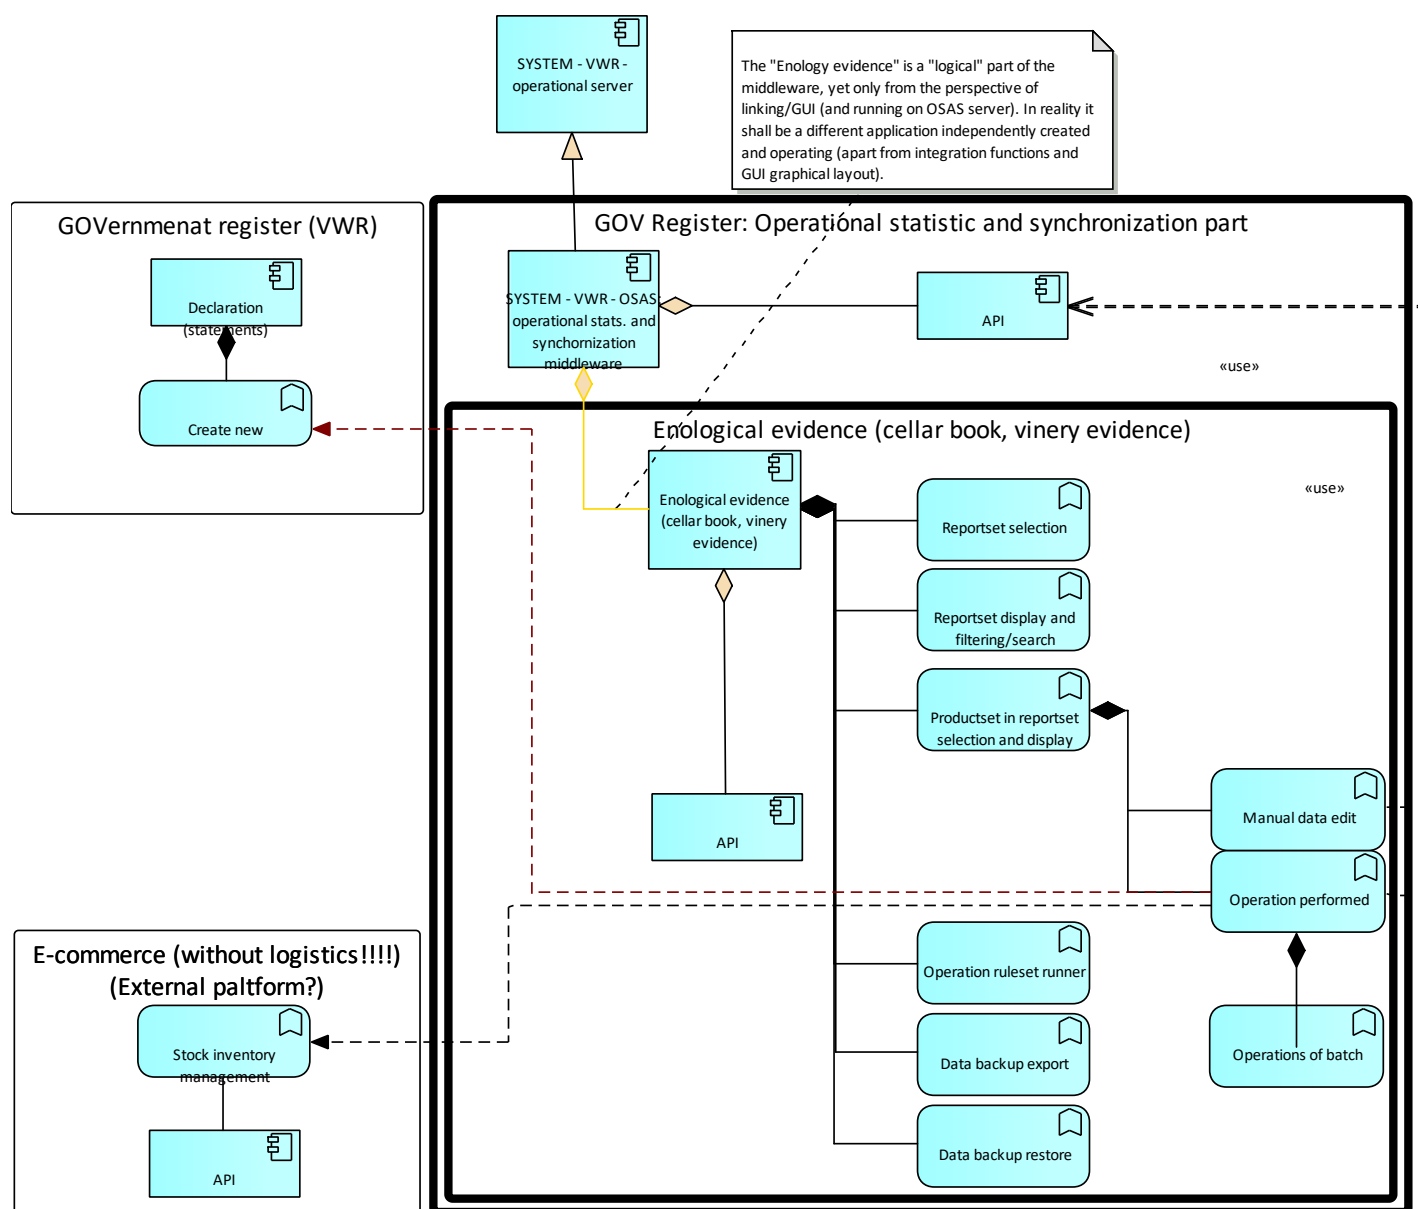 SYSTEM - VWR -
operational server
The "Enology evidence" is a "logical" part of the
middleware, yet only from the perspective of
linking/GUI (and running on OSAS server). In reality it
shall be a different application independently created
and operating (apart from integration functions and
GUI graphical layout).
GOVernmenat register (VWR)
Declaration
(statements)
Create new
GOV Register: Operational statistic and synchronization part
SYSTEM - VWR - OSAS:
operational stats. and
synchornization
middleware
API
«use»
Enological evidence (cellar book, vinery evidence)
«use»
Enological evidence
(cellar book, vinery
evidence)
Reportset selection
Reportset display and
filtering/search
Productset in reportset
selection and display
API
Manual data edit
Operation performed
Operation ruleset runner
Operations of batch
Data backup export
Data backup restore
E-commerce (without logistics!!!!)
(External paltform?)
Stock inventory
management
API